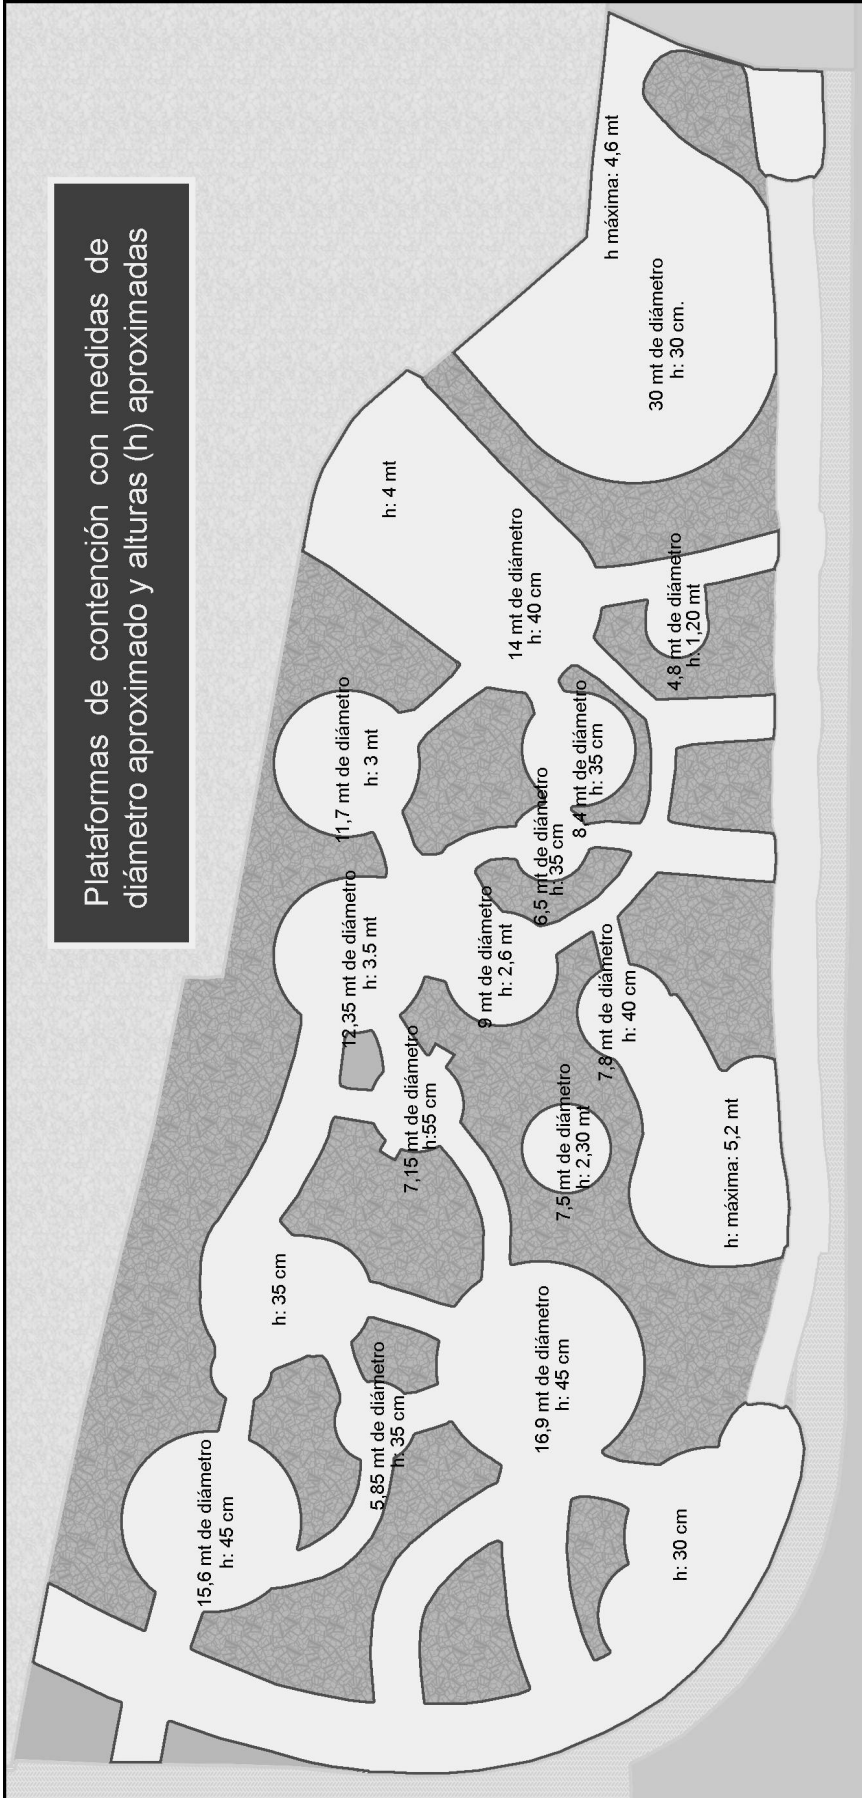 Plataformas de contención con medidas de
diámetro aproximado y alturas (h) aproximadas
15,6 mt de diámetro
h: 45 cm
h: 35 cm
12,35 mt de diámetro
h: 3.5 mt
11,7 mt de diámetro
h: 3 mt
h: 4 mt
5,85 mt de diámetro
h: 35 cm
7,15 mt de diámetro
h:55 cm
9 mt de diámetro
h: 2,6 mt
6,5 mt de diámetro
h: 35 cm
8,4 mt de diámetro
h: 35 cm
14 mt de diámetro
h: 40 cm
h máxima: 4,6 mt
30 mt de diámetro
h: 30 cm.
16,9 mt de diámetro
h: 45 cm
7,5 mt de diámetro
h: 2,30 mt
7,8 mt de diámetro
h: 40 cm
4,8 mt de diámetro
h: 1,20 mt
h: 30 cm
h: máxima: 5,2 mt